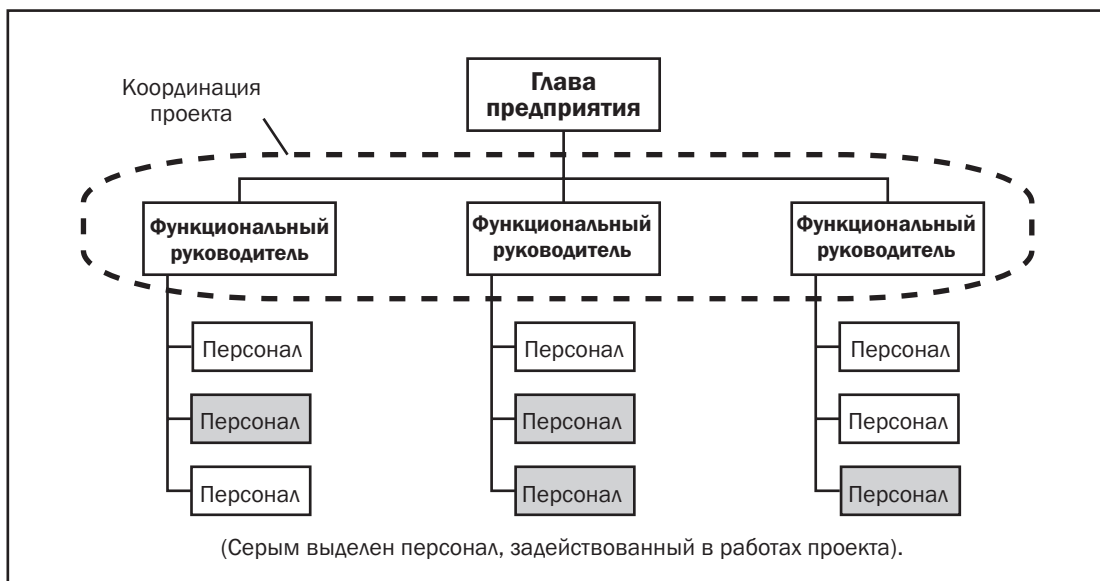 Глава
предприятия
Координация
проекта
Функциональный
руководитель
Функциональный
руководитель
Функциональный
руководитель
Персонал
Персонал
Персонал
Персонал
Персонал
Персонал
Персонал
Персонал
Персонал
(Серым выделен персонал, задействованный в работах проекта).